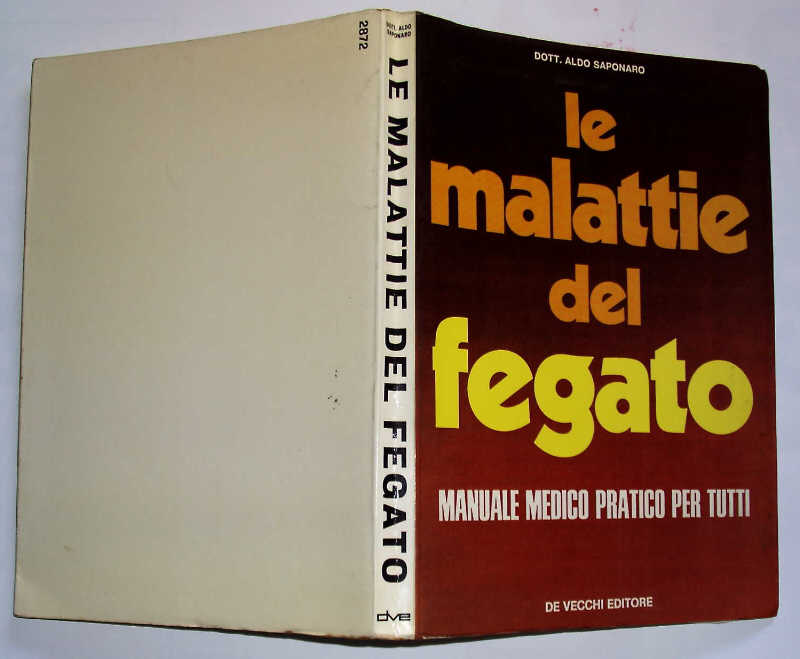 2872
DOTT. ALDO
SAPONARO
LE MALATTIE DEL FEGATO
dve
DOTT. ALDO SAPONARO
le
malattie
del
fegato
MANUALE MEDICO PRATICO PER TUTTI
DE VECCHI EDITORE